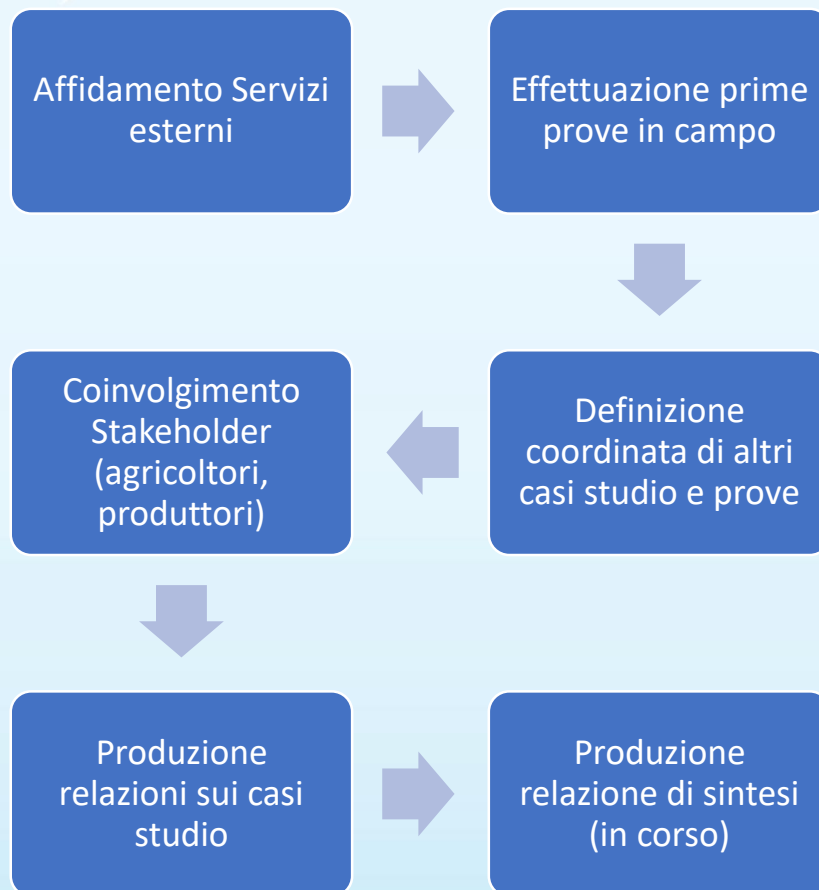 Affidamento Servizi
esterni
Effettuazione prime
prove in campo
Definizione
coordinata di altri
casi studio e prove
Coinvolgimento
Stakeholder
(agricoltori,
produttori)
Produzione
relazioni sui casi
studio
Produzione
relazione di sintesi
(in corso)